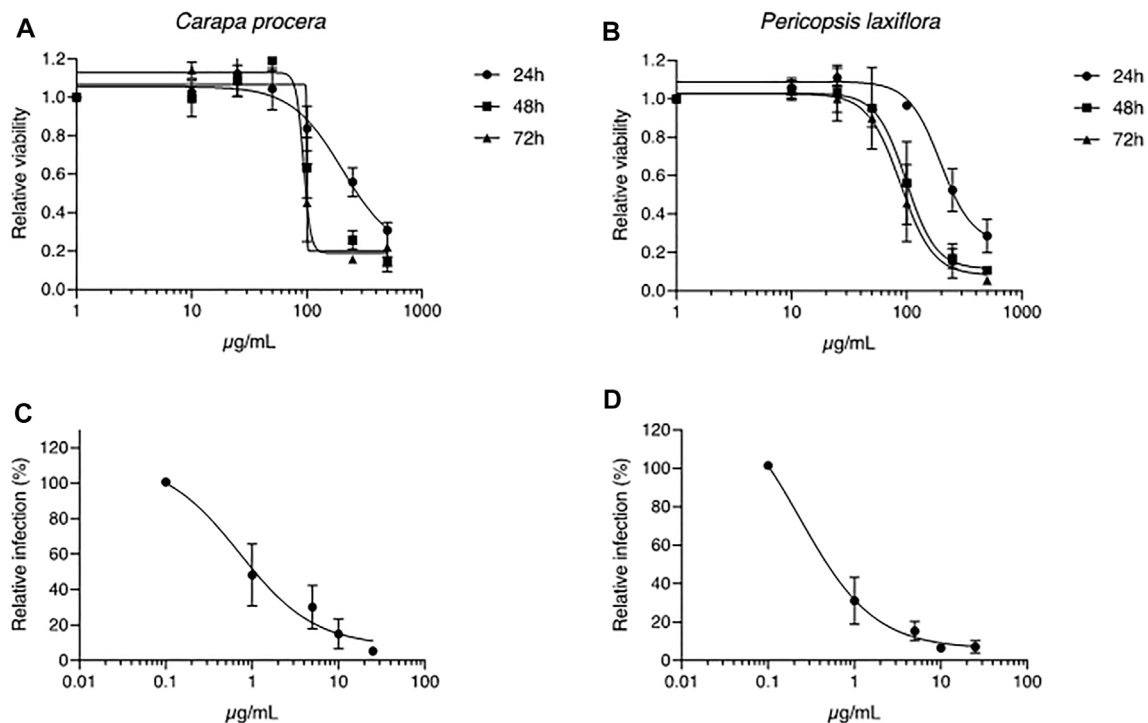 A
Carapa procera
1.2
1.0
0.8
0.6
0.4
0.2
0.0
Relative viability
1 10 100 1000
µg/mL
24h
48h
72h
B
Pericopsis laxiflora
1.2
1.0
0.8
0.6
0.4
0.2
0.0
Relative viability
1 10 100 1000
µg/mL
24h
48h
72h
C
120
100
80
60
40
20
0
Relative infection (%)
0.01 0.1 1 10 100
µg/mL
D
120
100
80
60
40
20
0
Relative infection (%)
0.01 0.1 1 10 100
µg/mL